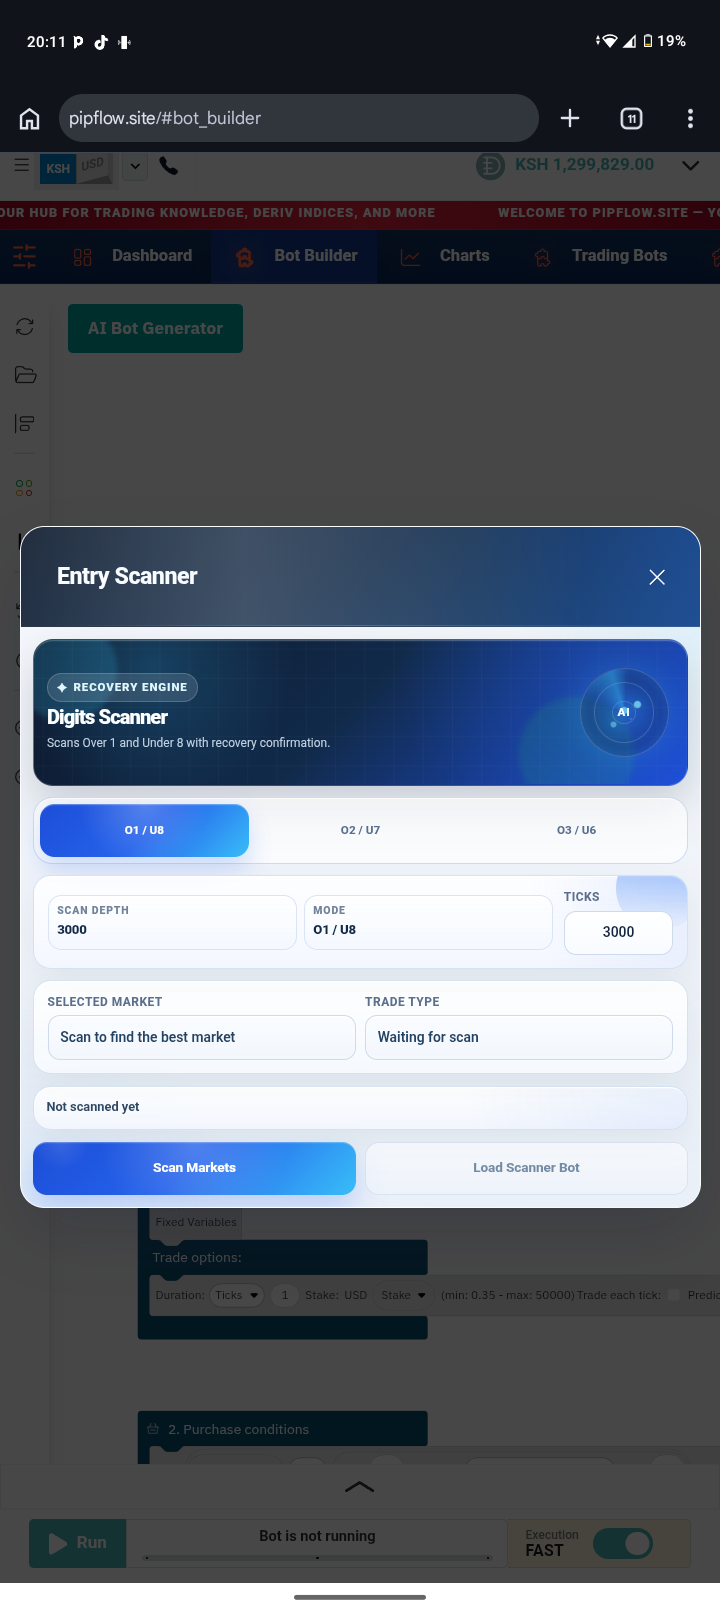 20:11
19%
pipflow.site/#bot_builder
11
KSH USD
KSH 1,299,829.00
OUR HUB FOR TRADING KNOWLEDGE, DERIV INDICES, AND MORE WELCOME TO PIPFLOW.SITE — YO
Dashboard Bot Builder Charts Trading Bots
AI Bot Generator
Entry Scanner
RECOVERY ENGINE
Digits Scanner
Scans Over 1 and Under 8 with recovery confirmation.
AI
O1 / U8 O2 / U7 O3 / U6
SCAN DEPTH
3000
MODE
O1 / U8
TICKS
3000
SELECTED MARKET
Scan to find the best market
TRADE TYPE
Waiting for scan
Not scanned yet
Scan Markets Load Scanner Bot
Fixed Variables
Trade options:
Duration: Ticks 1 Stake: USD Stake (min: 0.35 - max: 50000) Trade each tick: Predic
2. Purchase conditions
Run
Bot is not running
Execution
FAST